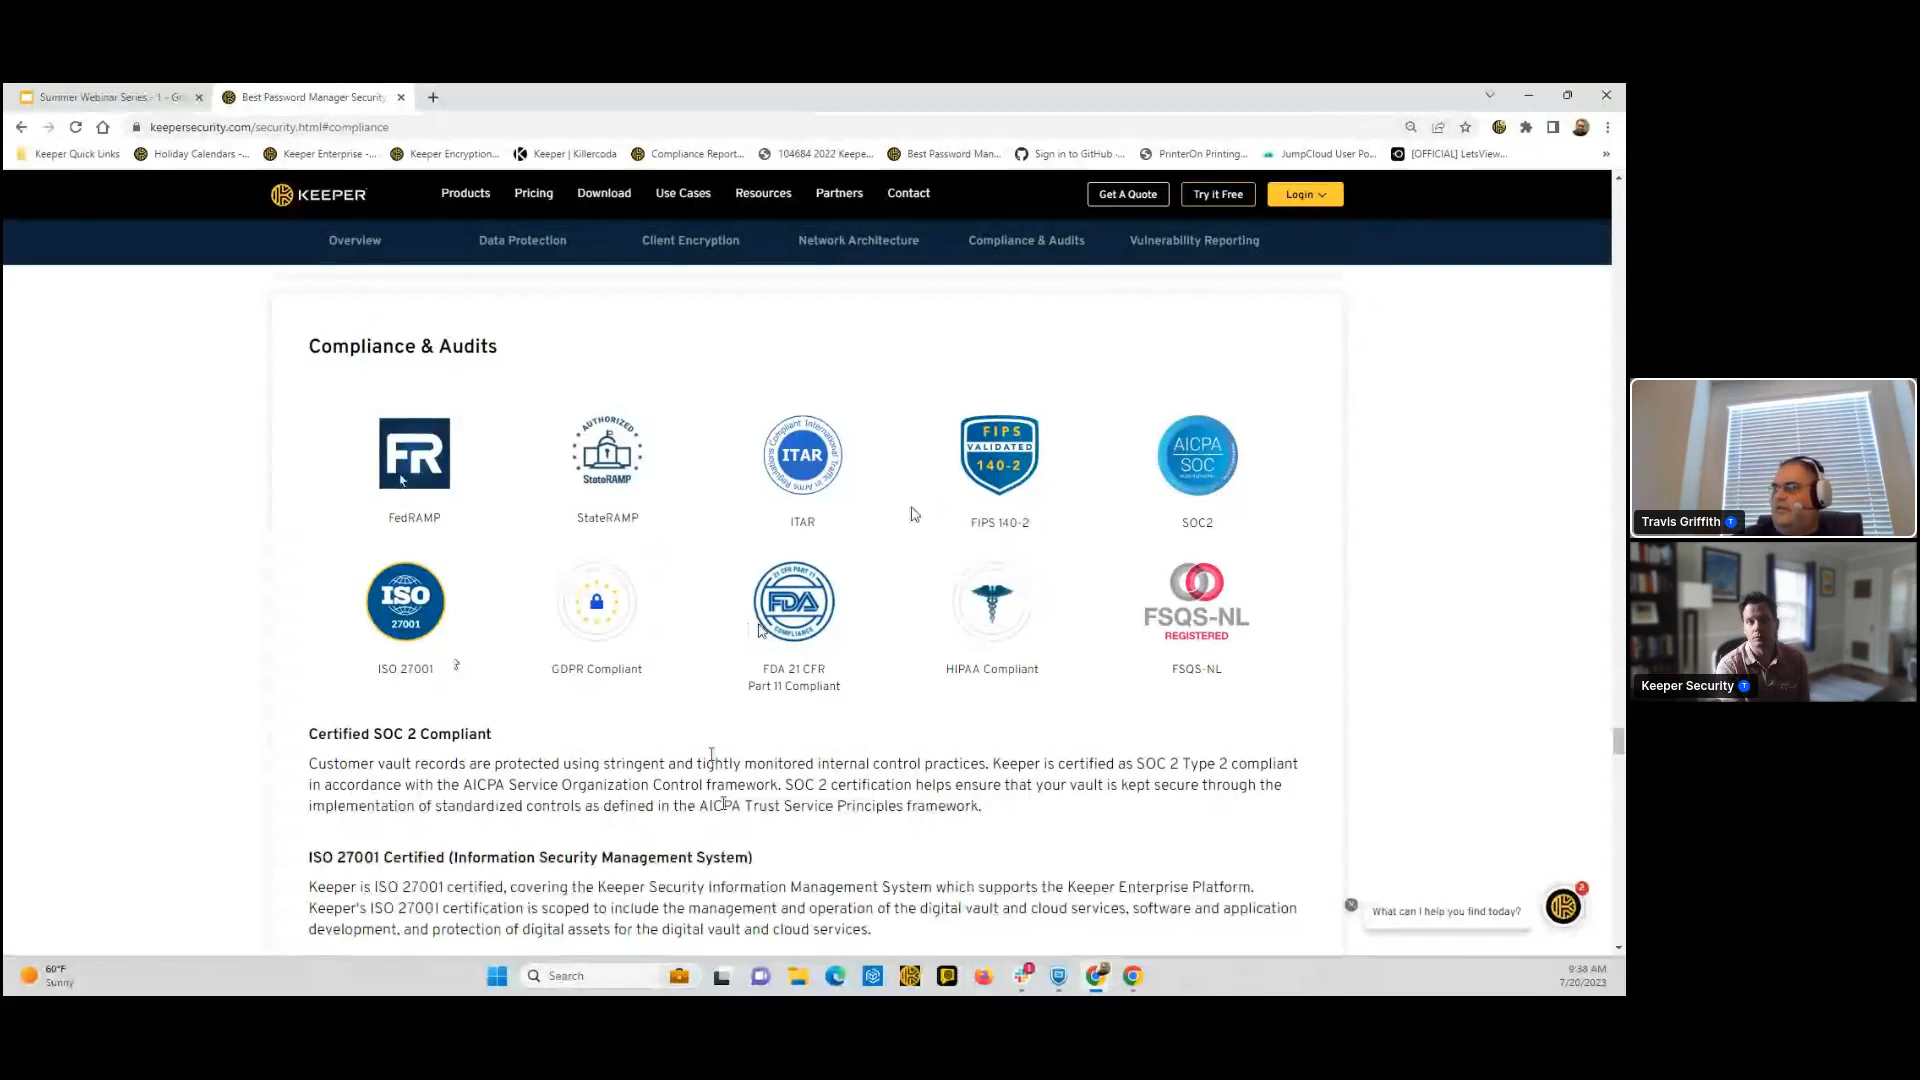 Summer Webinar Series - 1 - Gr
Best Password Manager Security
keepersecurity.com/security.html#compliance
Keeper Quick Links
Holiday Calendars -...
Keeper Enterprise -...
Keeper Encryption...
Keeper | Killercoda
Compliance Report...
104684 2022 Keepe...
Best Password Man...
Sign in to GitHub ·...
PrinterOn Printing...
JumpCloud User Po...
[OFFICIAL] LetsView...
KEEPER
Products
Pricing
Download
Use Cases
Resources
Partners
Contact
Get A Quote
Try it Free
Login
Overview
Data Protection
Client Encryption
Network Architecture
Compliance & Audits
Vulnerability Reporting
Compliance & Audits
FR
AUTHORIZED
StateRAMP
Compliant International Traffic in Arms Regulations
ITAR
FIPS
VALIDATED
140-2
AICPA
SOC
FedRAMP
StateRAMP
ITAR
FIPS 140-2
SOC2
ISO
27001
21 CFR PART 11
FDA
COMPLIANCE
FSQS-NL
REGISTERED
ISO 27001
GDPR Compliant
FDA 21 CFR
Part 11 Compliant
HIPAA Compliant
FSQS-NL
Certified SOC 2 Compliant
Customer vault records are protected using stringent and tightly monitored internal control practices. Keeper is certified as SOC 2 Type 2 compliant
in accordance with the AICPA Service Organization Control framework. SOC 2 certification helps ensure that your vault is kept secure through the
implementation of standardized controls as defined in the AICPA Trust Service Principles framework.
ISO 27001 Certified (Information Security Management System)
Keeper is ISO 27001 certified, covering the Keeper Security Information Management System which supports the Keeper Enterprise Platform.
Keeper's ISO 27001 certification is scoped to include the management and operation of the digital vault and cloud services, software and application
development, and protection of digital assets for the digital vault and cloud services.
What can I help you find today?
2
Travis Griffith
T
Keeper Security
T
60°F
Sunny
Search
1
9:38 AM
7/20/2023